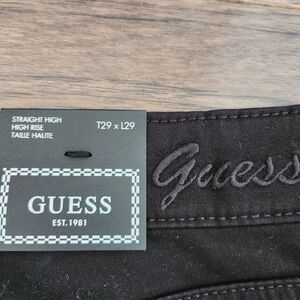 STRAIGHT HIGH
HIGH RISE
TAILLE HAUTE
T29 x L29
GUESS
EST. 1981
Guess